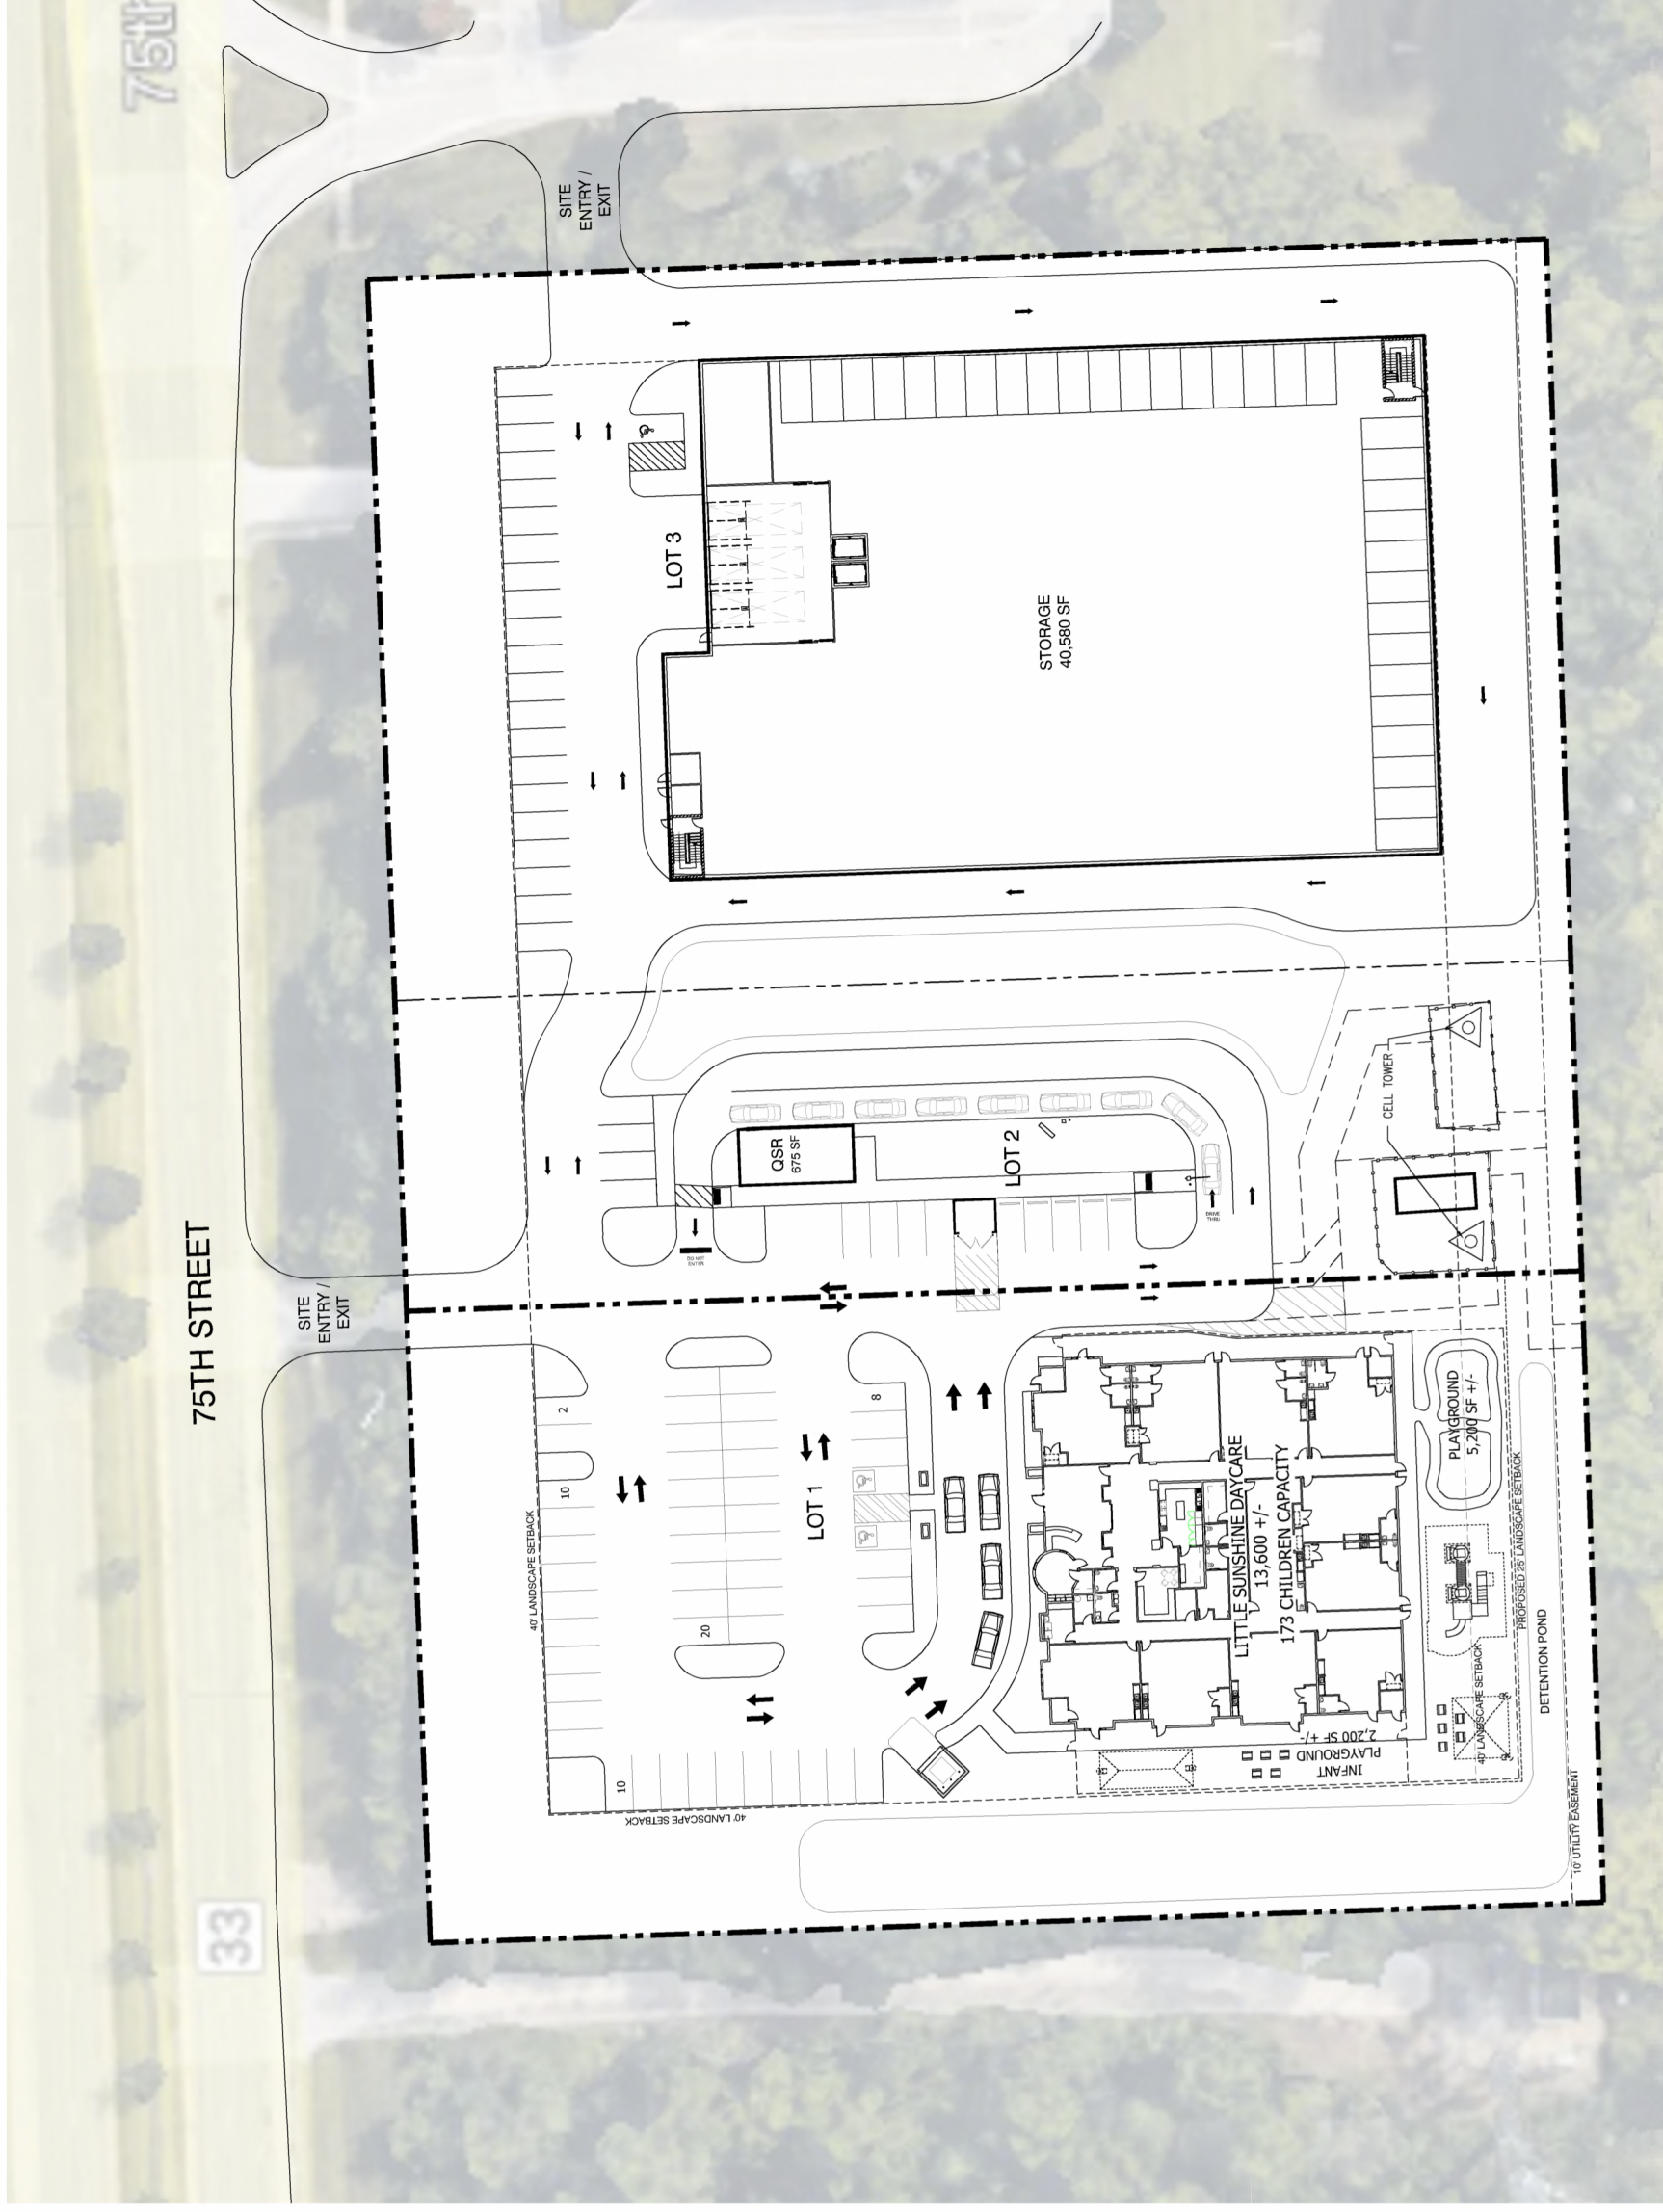 75th
75TH STREET
33
SITE
ENTRY /
EXIT
SITE
ENTRY /
EXIT
40' LANDSCAPE SETBACK
40' LANDSCAPE SETBACK
10
10
2
20
8
LOT 1
LITTLE SUNSHINE DAYCARE
13,600 +/-
173 CHILDREN CAPACITY
INFANT
PLAYGROUND
2,200 SF +/-
PLAYGROUND
5,200 SF +/-
40' LANDSCAPE SETBACK
PROPOSED 25' LANDSCAPE SETBACK
DETENTION POND
10' UTILITY EASEMENT
DO NOT
ENTER
QSR
675 SF
LOT 2
DRIVE
THRU
CELL TOWER
LOT 3
STORAGE
40,580 SF